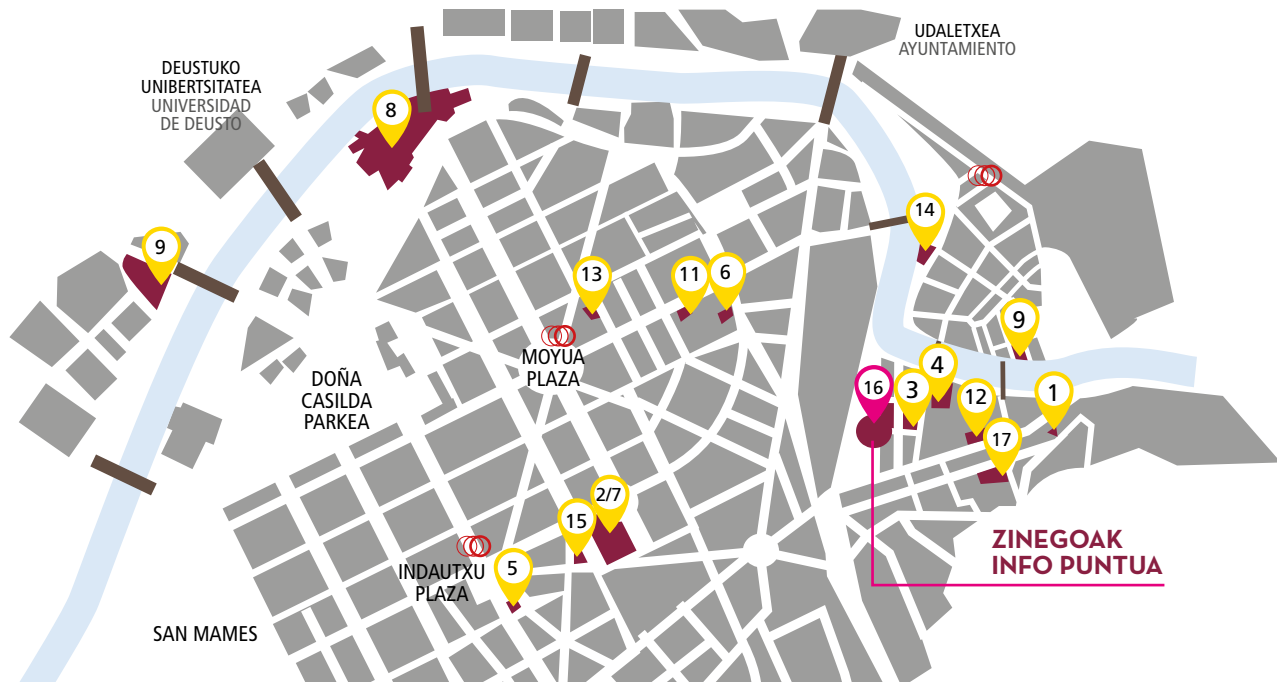 UDALETXEA
AYUNTAMIENTO
DEUSTUKO
UNIBERTSITATEA
UNIVERSIDAD
DE DEUSTO
8
14
9
13
11
6
9
MOYUA
PLAZA
4
16
3
12
1
DOÑA
CASILDA
PARKEA
17
2/7
15
ZINEGOAK
INFO PUNTUA
INDAUTXU
PLAZA
5
SAN MAMES